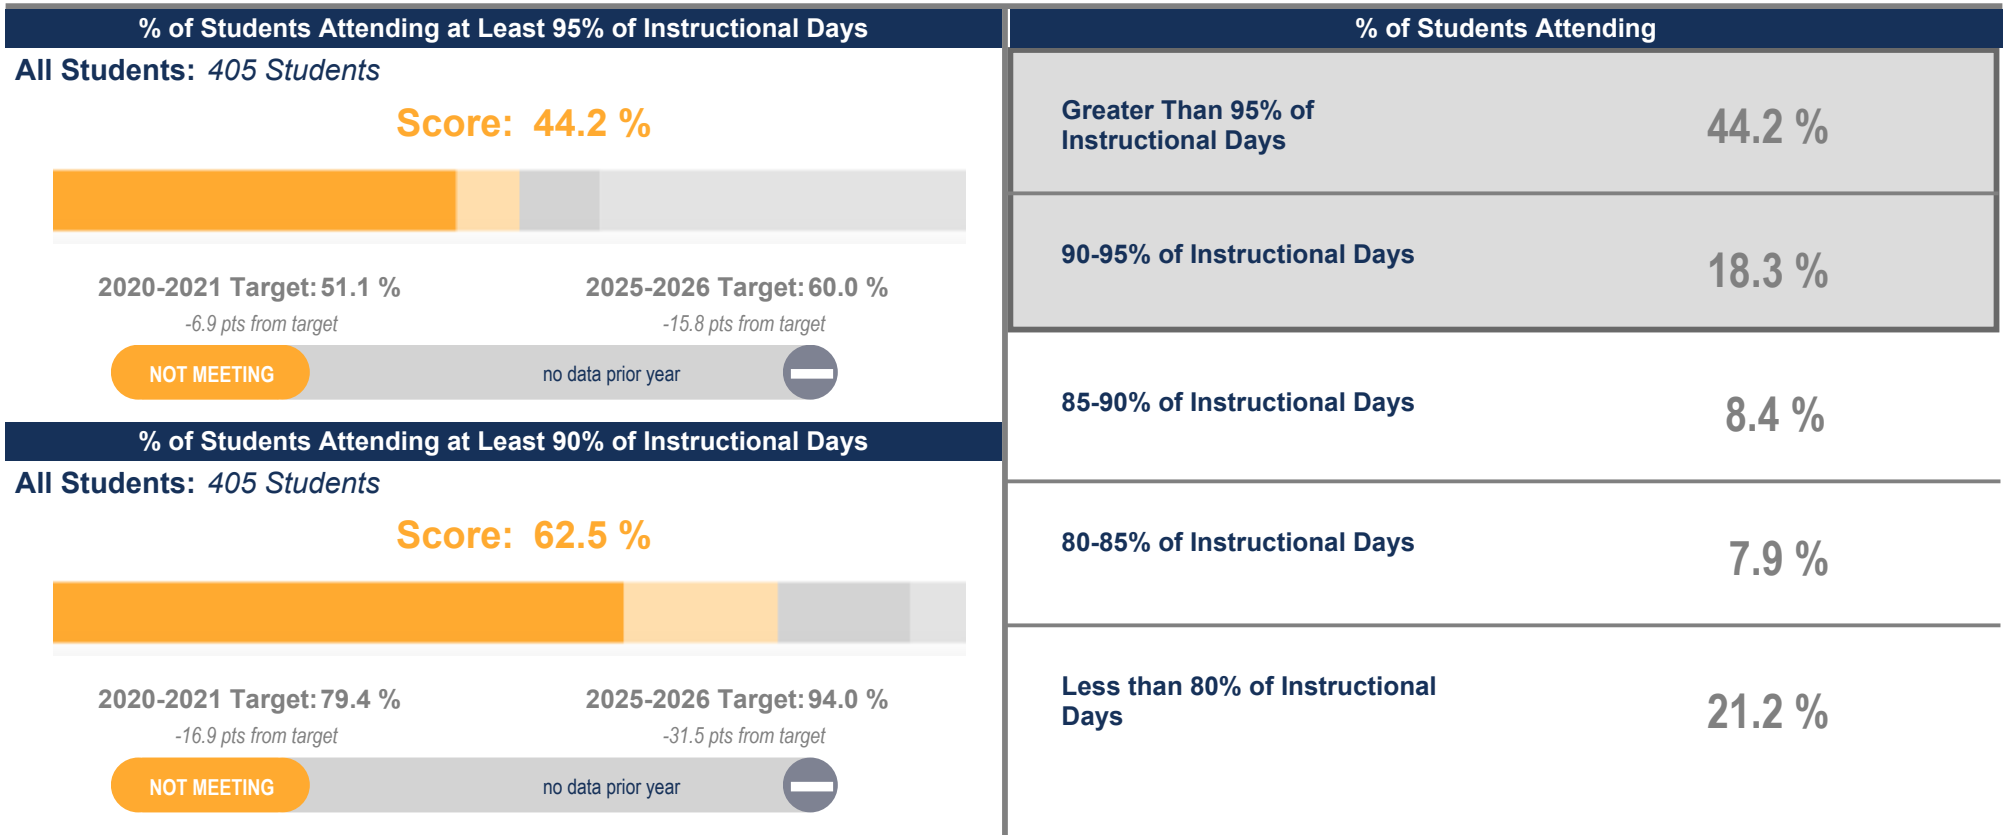 % of Students Attending at Least 95% of Instructional Days
All Students: 405 Students
Score: 44.2 %
2020-2021 Target: 51.1 %
-6.9 pts from target
2025-2026 Target: 60.0 %
-15.8 pts from target
NOT MEETING
no data prior year
% of Students Attending at Least 90% of Instructional Days
All Students: 405 Students
Score: 62.5 %
2020-2021 Target: 79.4 %
-16.9 pts from target
2025-2026 Target: 94.0 %
-31.5 pts from target
NOT MEETING
no data prior year
% of Students Attending
Greater Than 95% of
Instructional Days
44.2 %
90-95% of Instructional Days
18.3 %
85-90% of Instructional Days
8.4 %
80-85% of Instructional Days
7.9 %
Less than 80% of Instructional
Days
21.2 %